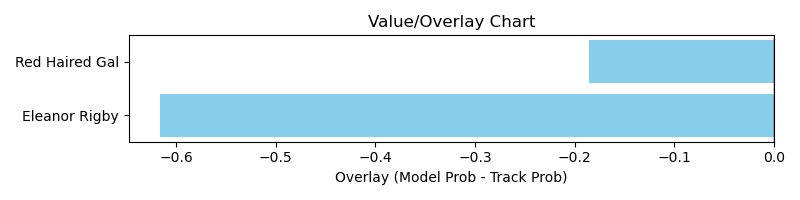 Value/Overlay Chart
Red Haired Gal
Eleanor Rigby
−0.6 −0.5 −0.4 −0.3 −0.2 −0.1 0.0
Overlay (Model Prob - Track Prob)